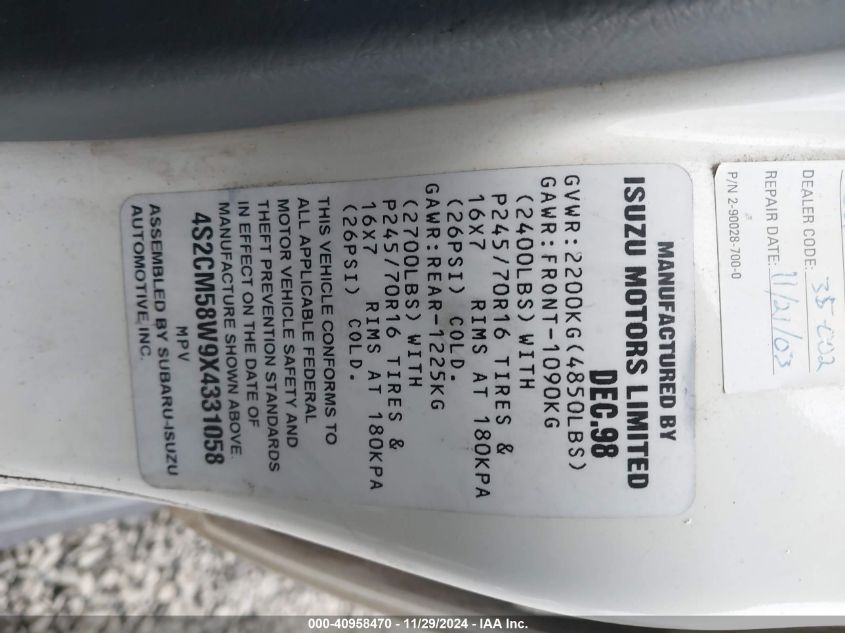 MANUFACTURED BY
ISUZU MOTORS LIMITED
DEC.98
GVWR:2200KG(4850LBS)
GAWR:FRONT-1090KG
(2400LBS) WITH
P245/70R16 TIRES &
16X7 RIMS AT 180KPA
(26PSI) COLD.
GAWR:REAR-1225KG
(2700LBS) WITH
P245/70R16 TIRES &
16X7 RIMS AT 180KPA
(26PSI) COLD.
THIS VEHICLE CONFORMS TO
ALL APPLICABLE FEDERAL
MOTOR VEHICLE SAFETY AND
THEFT PREVENTION STANDARDS
IN EFFECT ON THE DATE OF
MANUFACTURE SHOWN ABOVE.
4S2CM58W9X4331058
MPV
ASSEMBLED BY SUBARU-ISUZU
AUTOMOTIVE, INC.
DEALER CODE:
REPAIR DATE: 11/21/03
P/N 2-90028-700-0
000-40958470 - 11/29/2024 - IAA Inc.